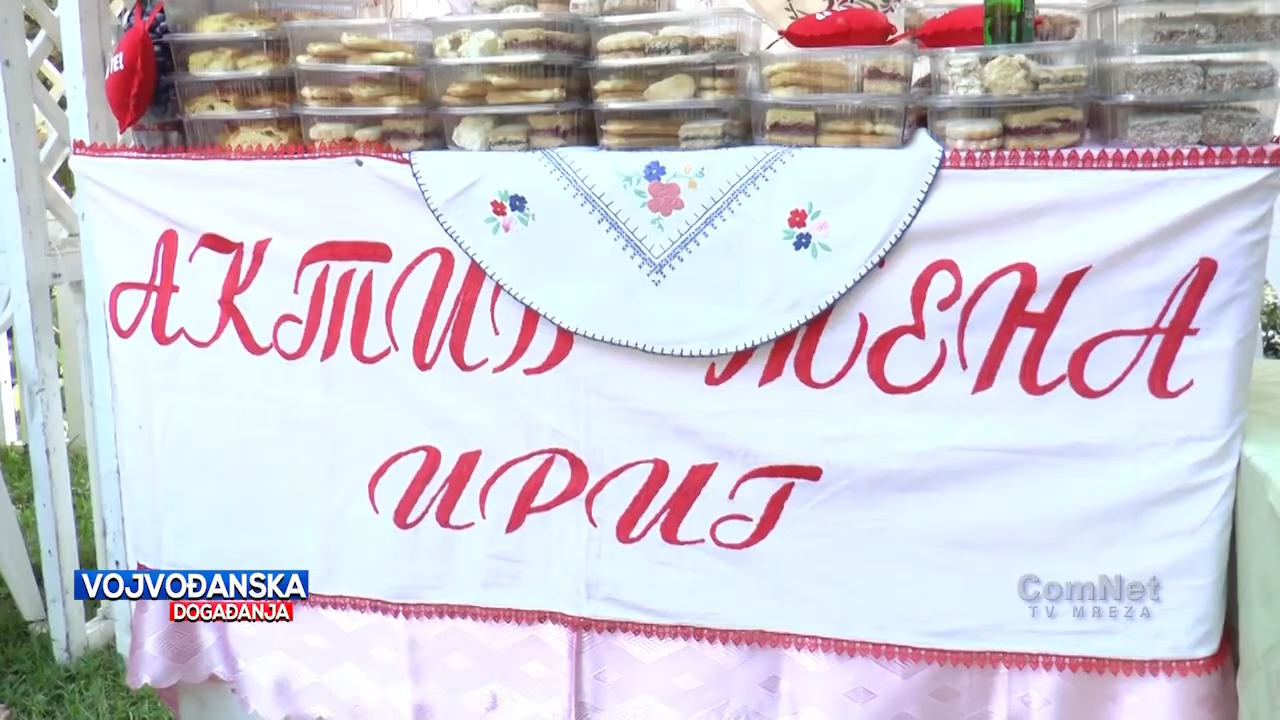 АКТИВ ЖЕНА
ИРИГ
VOJVOĐANSKA
DOGAĐANJA
ComNet
TV MREZA